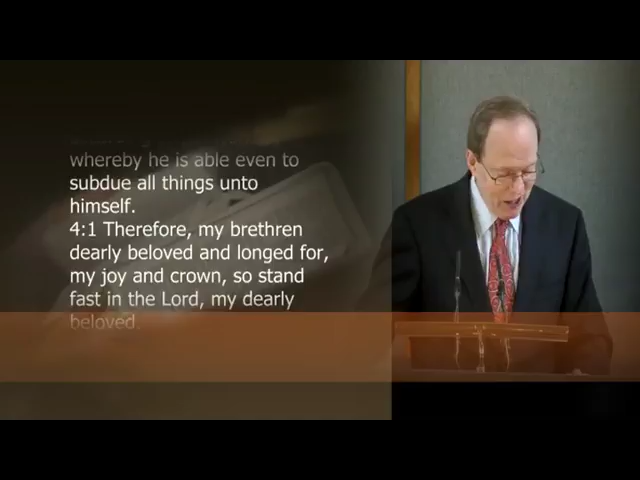 whereby he is able even to
subdue all things unto
himself.
4:1 Therefore, my brethren
dearly beloved and longed for,
my joy and crown, so stand
fast in the Lord, my dearly
beloved.